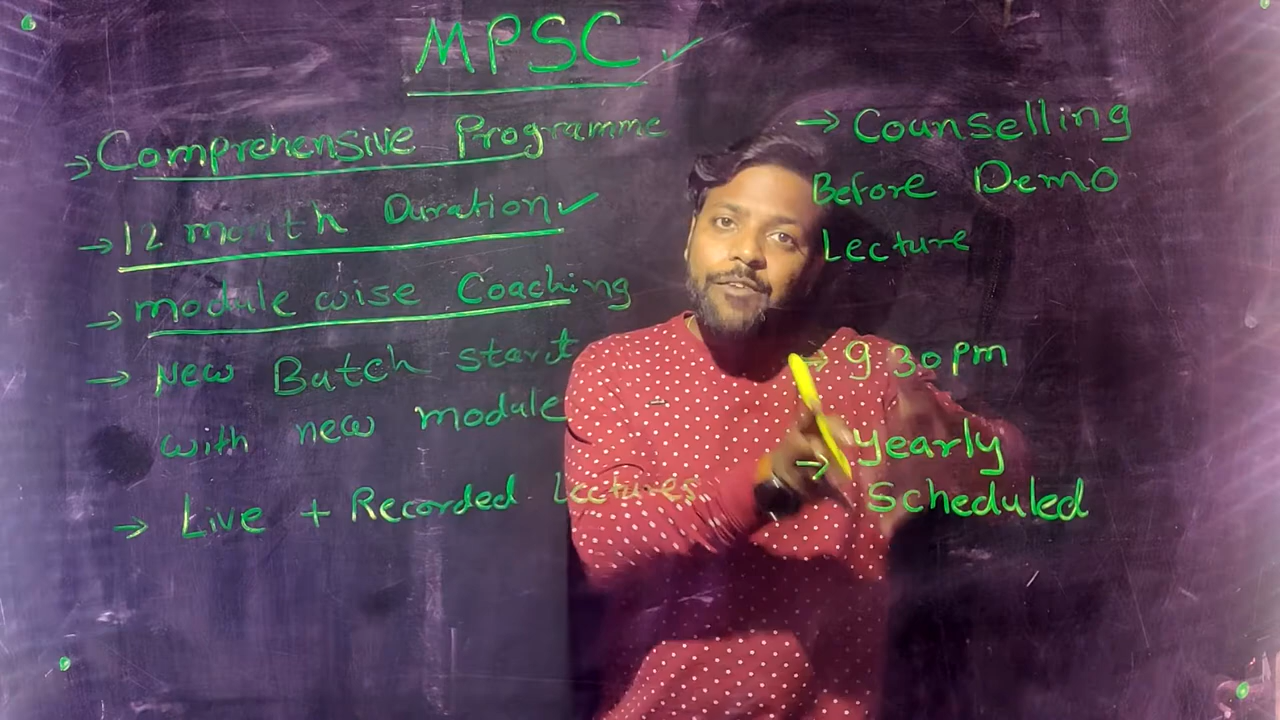 MPSC ✓
→ Comprehensive Programme
→ 12 month Duration ✓
→ module wise Coaching
→ New Batch start
with new module
→ Live + Recorded Lectures
→ Counselling
Before Demo
Lecture
→ 9 30 pm
→ Yearly
Scheduled